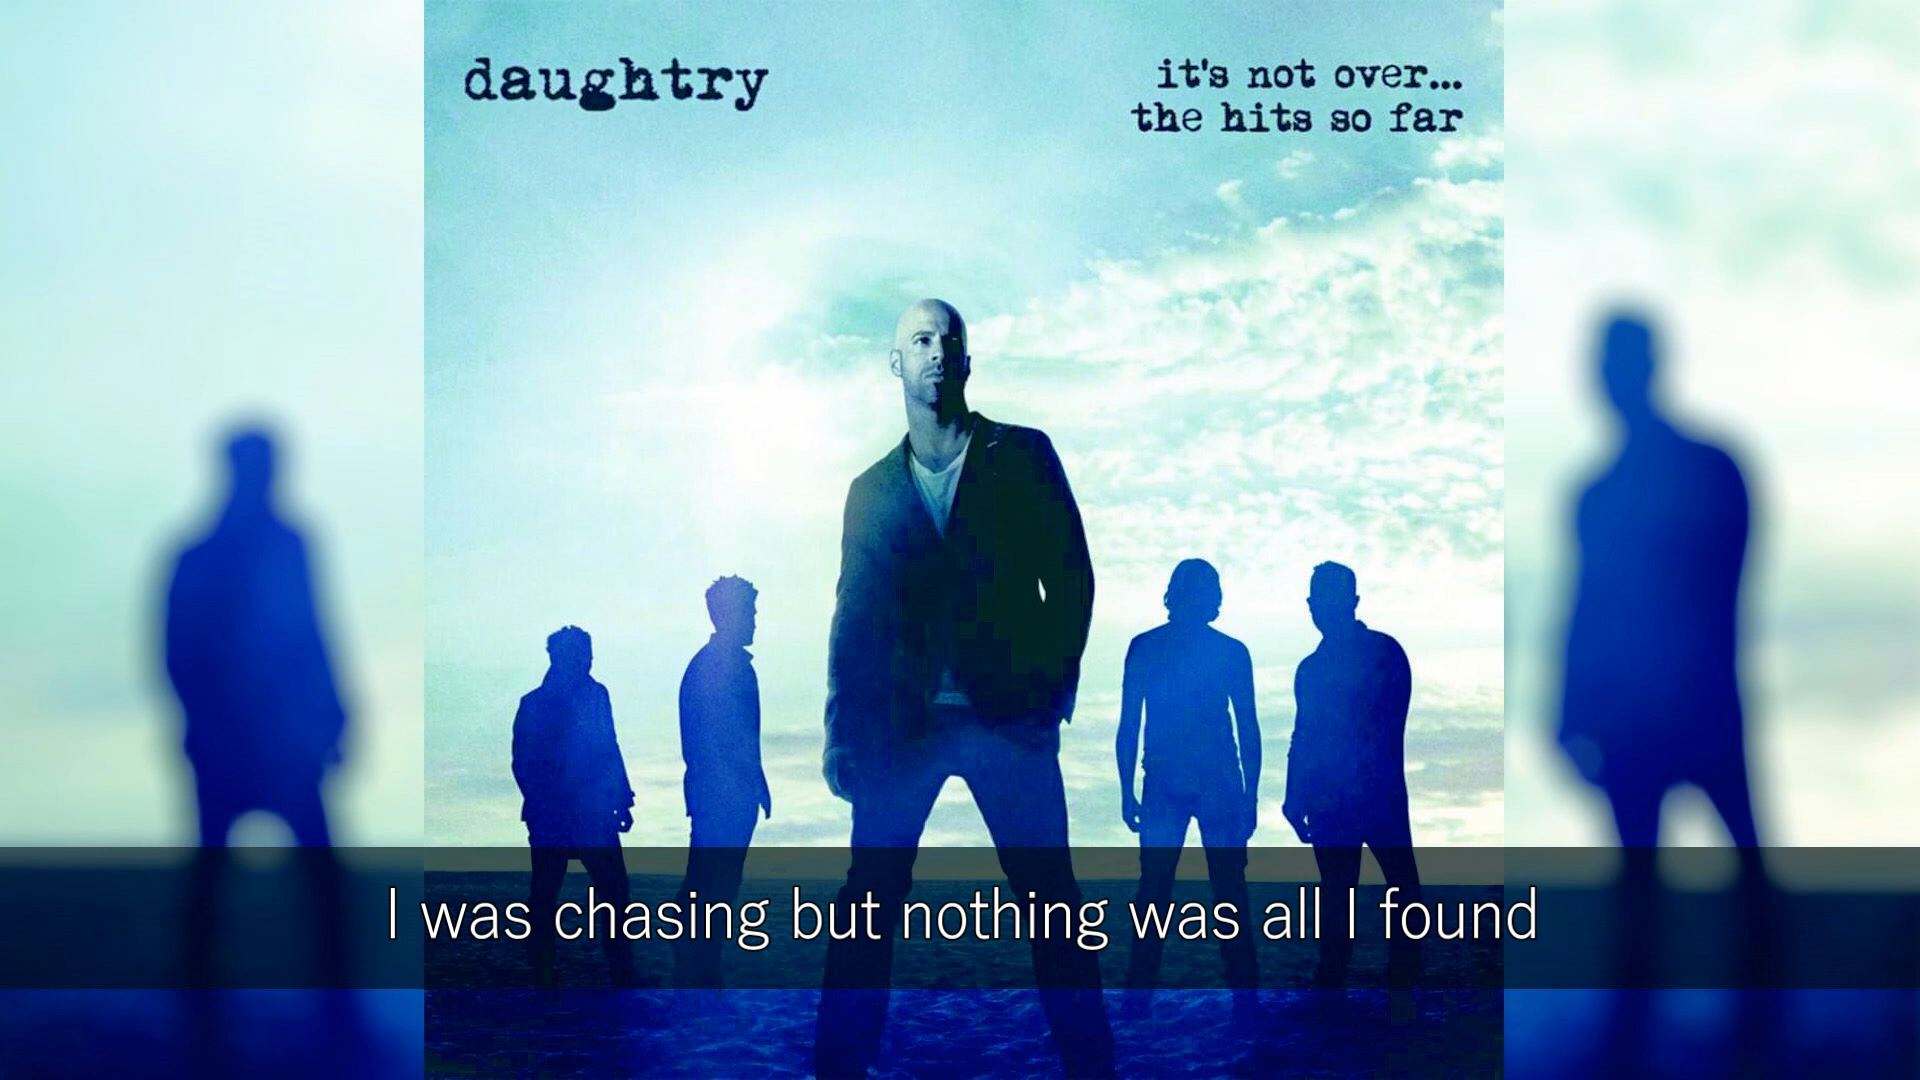 daughtry
it's not over...
the hits so far
I was chasing but nothing was all I found